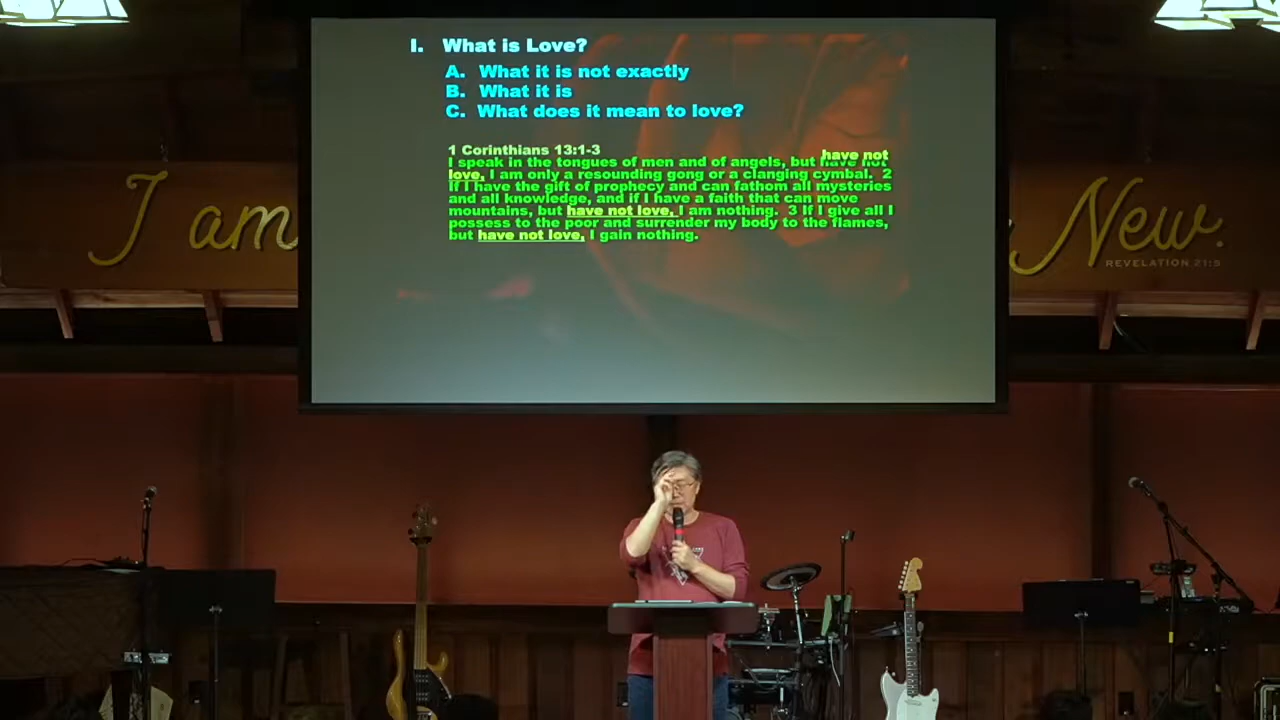 I. What is Love?
A. What it is not exactly
B. What it is
C. What does it mean to love?
1 Corinthians 13:1-3
I speak in the tongues of men and of angels, but have not
love, I am only a resounding gong or a clanging cymbal. 2
If I have the gift of prophecy and can fathom all mysteries
and all knowledge, and if I have a faith that can move
mountains, but have not love, I am nothing. 3 If I give all I
possess to the poor and surrender my body to the flames,
but have not love, I gain nothing.
I am
New.
REVELATION 21:5